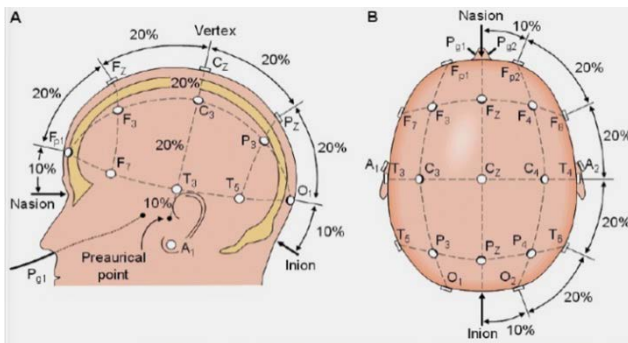 A
20%
Vertex
20%
Fz
Cz
20%
20%
20%
F3
C3
Pz
20%
Fp1
20%
P3
10%
F7
T3
T5
O1
Nasion
10%
10%
Preaurical
point
A1
Inion
Pg1
B
Nasion
10%
Pg1
Pg2
Fp1
Fp2
20%
F7
F3
Fz
F4
F8
20%
A1
T3
C3
Cz
C4
T4
A2
20%
T5
P3
Pz
P4
T6
O1
O2
20%
Inion
10%